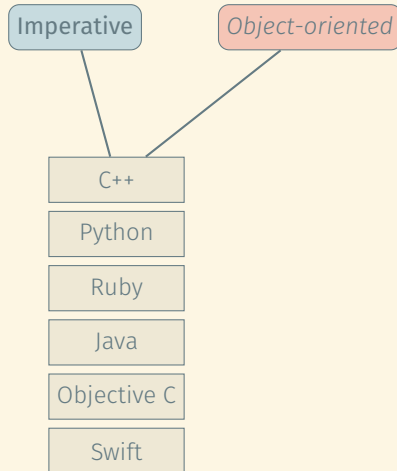 Imperative
Object-oriented
C++
Python
Ruby
Java
Objective C
Swift